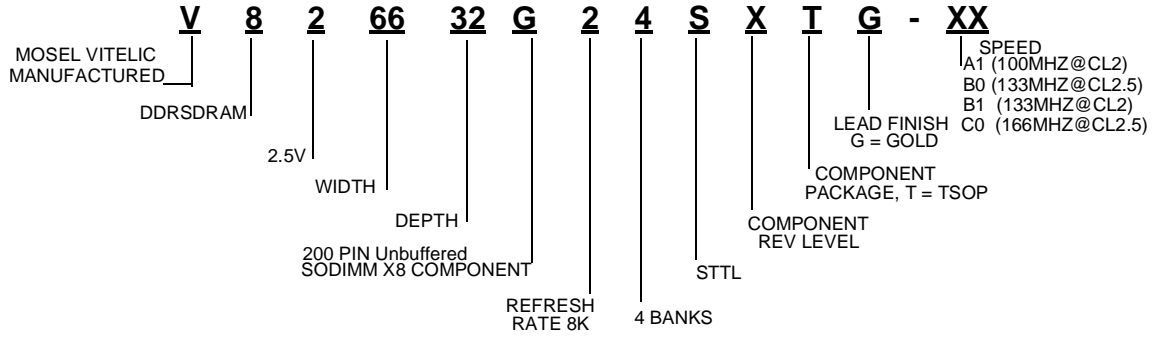 V 8 2 66 32 G 2 4 S X T G - XX
MOSEL VITELIC
MANUFACTURED
DDRSDRAM
2.5V
WIDTH
DEPTH
200 PIN Unbuffered
SODIMM X8 COMPONENT
REFRESH
RATE 8K
4 BANKS
STTL
COMPONENT
REV LEVEL
COMPONENT
PACKAGE, T = TSOP
LEAD FINISH
G = GOLD
SPEED
A1 (100MHZ@CL2)
B0 (133MHZ@CL2.5)
B1 (133MHZ@CL2)
C0 (166MHZ@CL2.5)